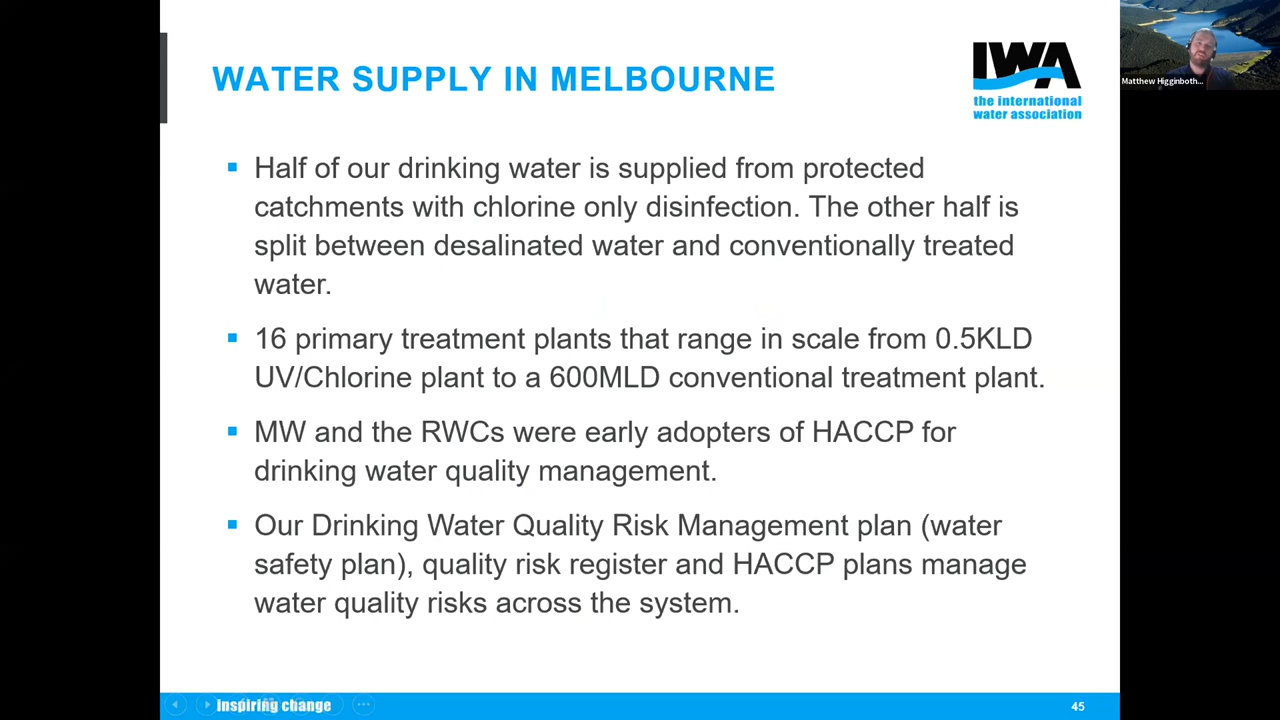 WATER SUPPLY IN MELBOURNE
IWA
the international
water association
Matthew Higginboth...
▪ Half of our drinking water is supplied from protected
catchments with chlorine only disinfection. The other half is
split between desalinated water and conventionally treated
water.
▪ 16 primary treatment plants that range in scale from 0.5KLD
UV/Chlorine plant to a 600MLD conventional treatment plant.
▪ MW and the RWCs were early adopters of HACCP for
drinking water quality management.
▪ Our Drinking Water Quality Risk Management plan (water
safety plan), quality risk register and HACCP plans manage
water quality risks across the system.
inspiring change
45